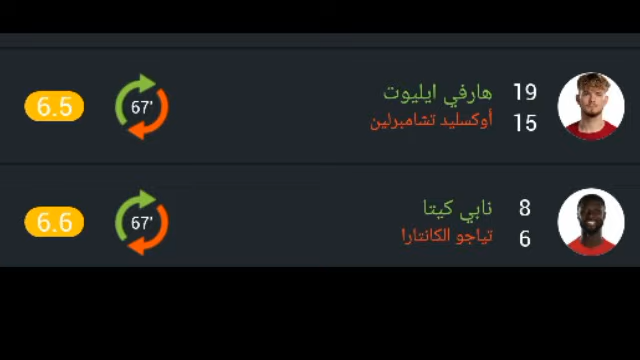 19 هارفي ايليوت
15 أوكسليد تشامبرلين
67'
6.5
8 نابي كيتا
6 تياجو الكانتارا
67'
6.6